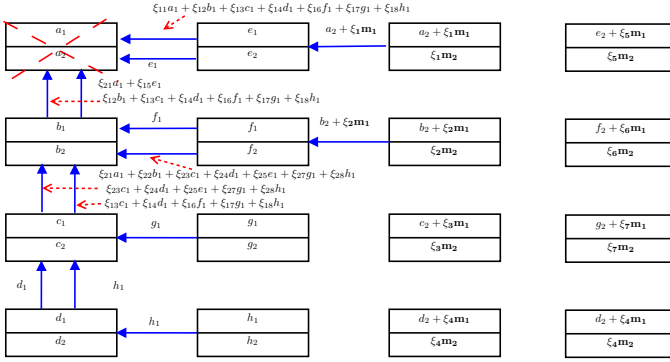 ξ11a1 + ξ12b1 + ξ13c1 + ξ14d1 + ξ16f1 + ξ17g1 + ξ18h1
a1 e1 a2 + ξ1m1 a2 + ξ1m1 e2 + ξ5m1
a2 e1 e2 ξ1m2 ξ5m2
ξ21a1 + ξ15e1
ξ12b1 + ξ13c1 + ξ14d1 + ξ16f1 + ξ17g1 + ξ18h1
b1 f1 f1 b2 + ξ2m1 b2 + ξ2m1 f2 + ξ6m1
b2 f2 ξ2m2 ξ6m2
ξ21a1 + ξ22b1 + ξ23c1 + ξ24d1 + ξ25e1 + ξ27g1 + ξ28h1
ξ23c1 + ξ24d1 + ξ25e1 + ξ27g1 + ξ28h1
ξ13c1 + ξ14d1 + ξ16f1 + ξ17g1 + ξ18h1
c1 g1 g1 c2 + ξ3m1 g2 + ξ7m1
c2 g2 ξ3m2 ξ7m2
d1 h1
d1 h1 h1 d2 + ξ4m1 d2 + ξ4m1
d2 h2 ξ4m2 ξ4m2